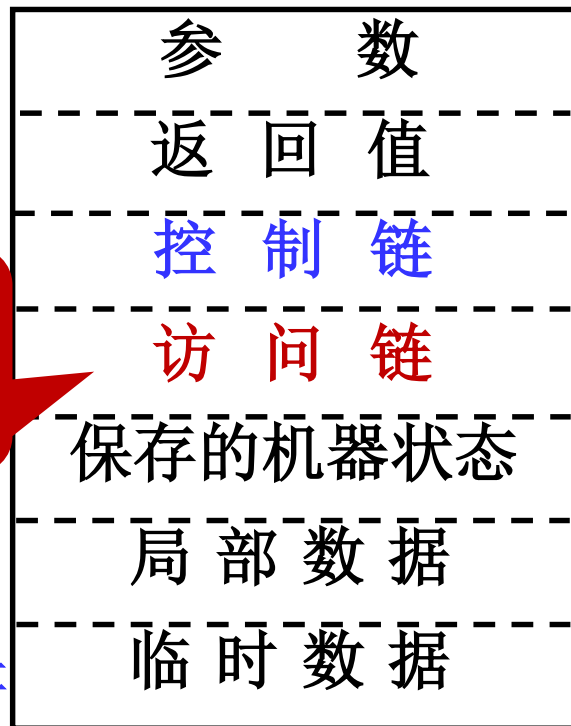 参 数
返 回 值
控 制 链
访 问 链
保存的机器状态
局 部 数 据
临 时 数 据